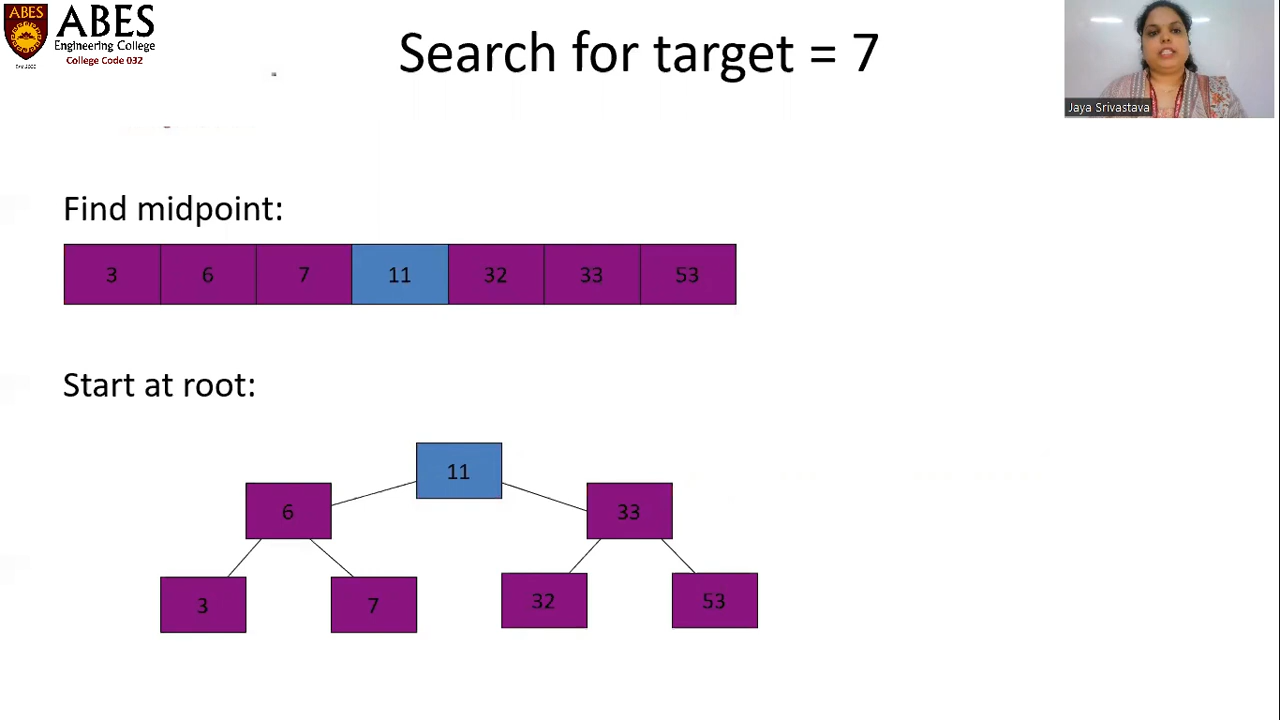 ABES
ABES
Engineering College
College Code 032
Search for target = 7
Jaya Srivastava
Find midpoint:
3 6 7 11 32 33 53
Start at root:
11
6 33
3 7 32 53